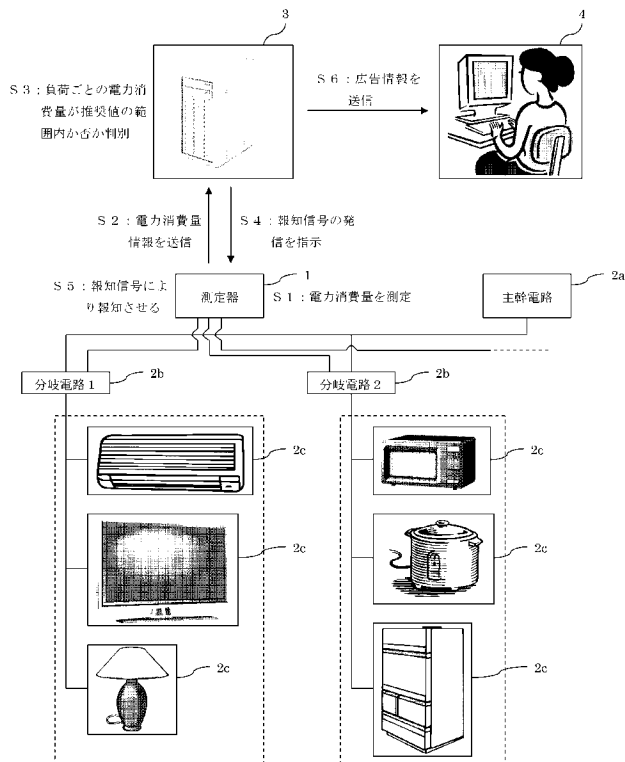 3
4
S3：負荷ごとの電力消
費量が推奨値の範
囲内か否か判別
S6：広告情報を
送信
S2：電力消費量
情報を送信
S4：報知信号の発
信を指示
S5：報知信号によ
り報知させる
1
測定器
S1：電力消費量を測定
2a
主幹電路
分岐電路1
2b
分岐電路2
2b
2c
2c
2c
2c
2c
2c